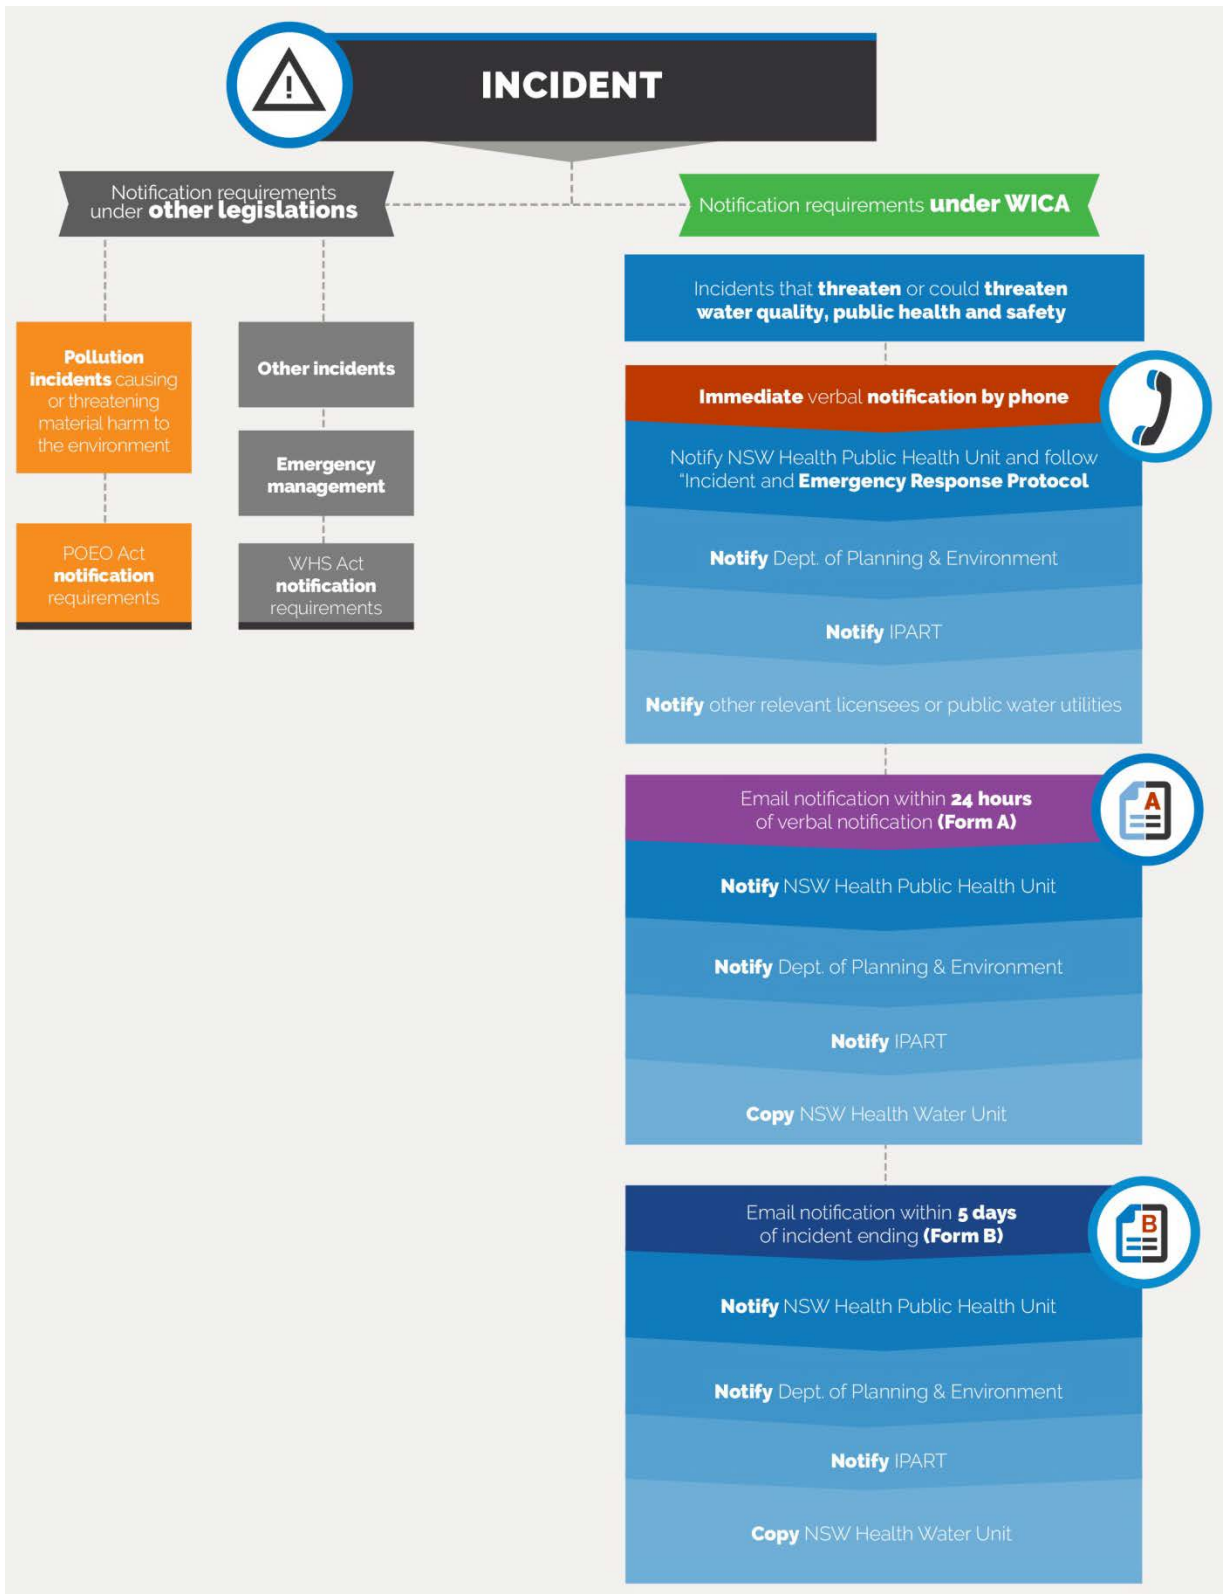 !
INCIDENT
Notification requirements
under other legislations
Notification requirements under WICA
Pollution
incidents causing
or threatening
material harm to
the environment
POEO Act
notification
requirements
Other incidents
Emergency
management
WHS Act
notification
requirements
Incidents that threaten or could threaten
water quality, public health and safety
Immediate verbal notification by phone
Notify NSW Health Public Health Unit and follow
"Incident and Emergency Response Protocol
Notify Dept. of Planning & Environment
Notify IPART
Notify other relevant licensees or public water utilities
Email notification within 24 hours
of verbal notification (Form A)
A
Notify NSW Health Public Health Unit
Notify Dept. of Planning & Environment
Notify IPART
Copy NSW Health Water Unit
Email notification within 5 days
of incident ending (Form B)
B
Notify NSW Health Public Health Unit
Notify Dept. of Planning & Environment
Notify IPART
Copy NSW Health Water Unit